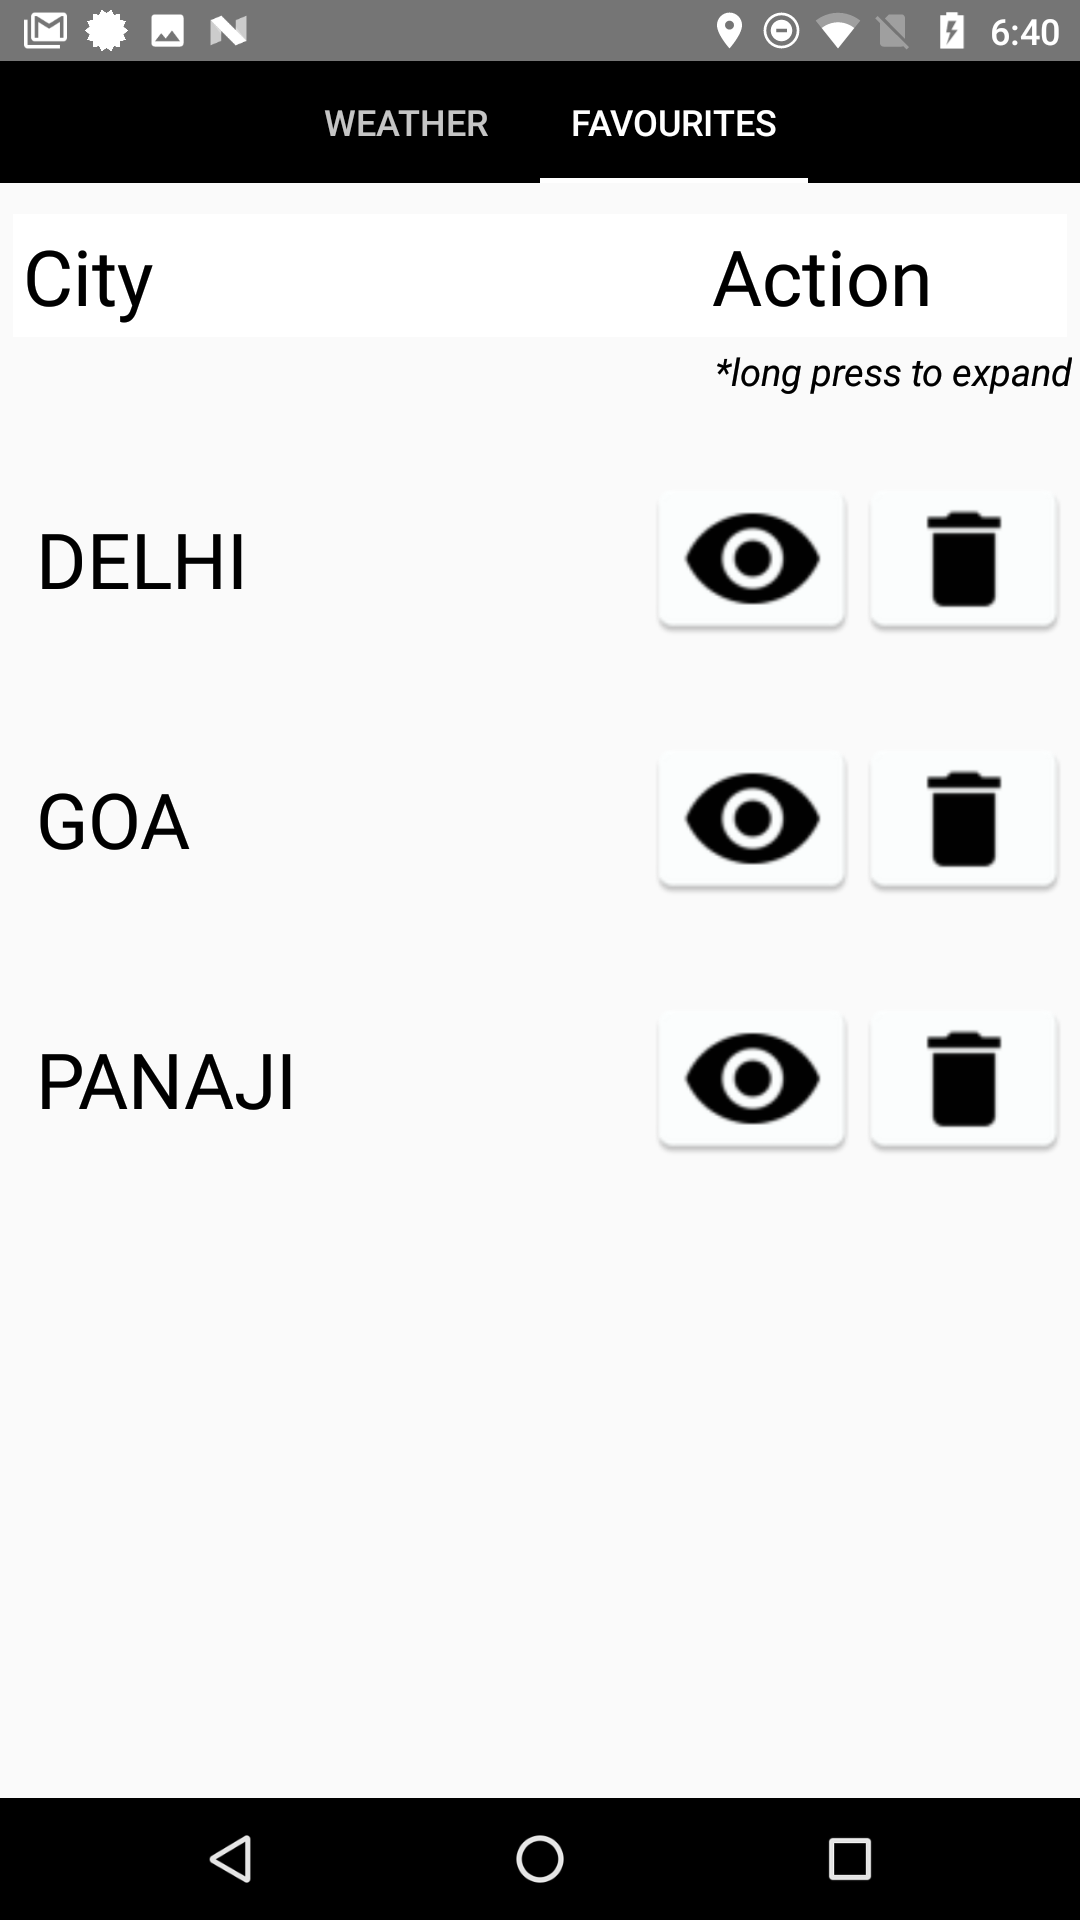 6:40
WEATHER FAVOURITES
City Action
*long press to expand
DELHI
GOA
PANAJI